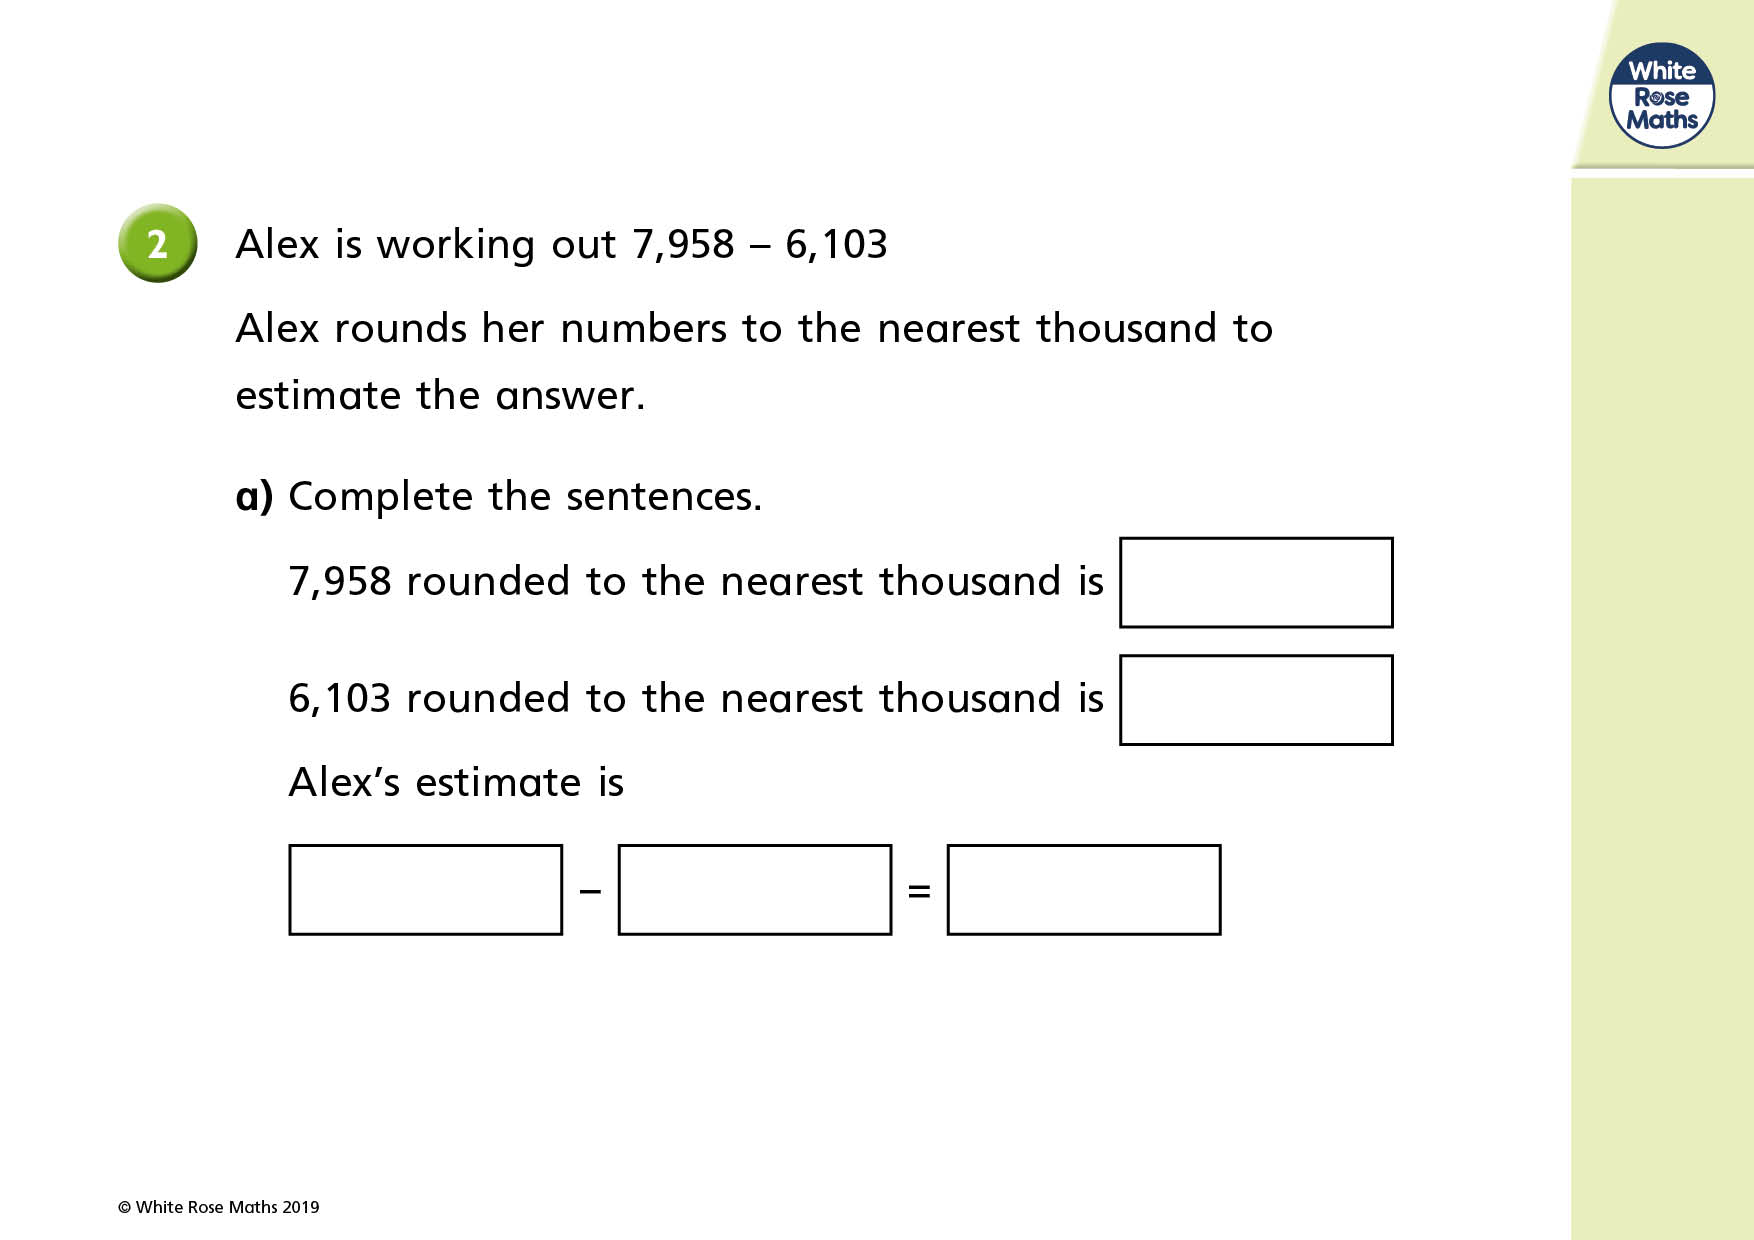 White
Rose
Maths
2 Alex is working out 7,958 – 6,103
Alex rounds her numbers to the nearest thousand to
estimate the answer.
a) Complete the sentences.
7,958 rounded to the nearest thousand is
6,103 rounded to the nearest thousand is
Alex’s estimate is
– =
© White Rose Maths 2019